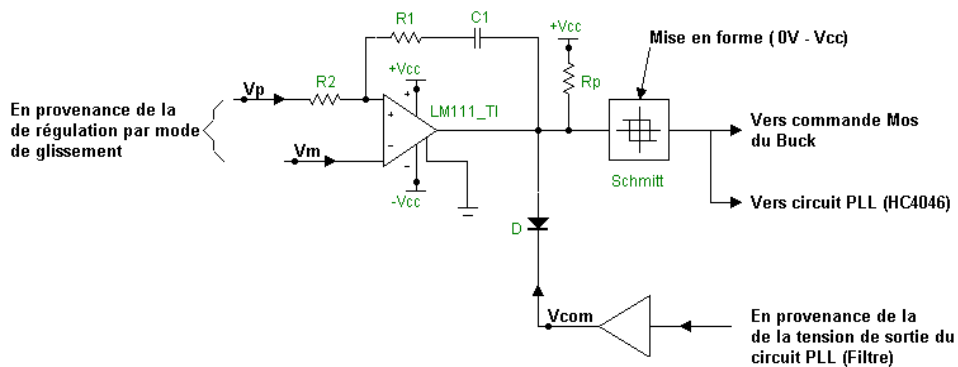 R1
C1
+Vcc
Mise en forme ( 0V - Vcc)
R2
+Vcc
Rp
Vp
LM111_TI
En provenance de la
de régulation par mode
de glissement
+
+
-
-
Vm
-Vcc
Schmitt
Vers commande Mos
du Buck
Vers circuit PLL (HC4046)
D
Vcom
En provenance de la
de la tension de sortie du
circuit PLL (Filtre)